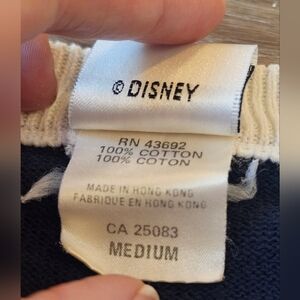 © DISNEY
RN 43692
100% COTTON
100% COTON
MADE IN HONG KONG
FABRIQUE EN HONG KONG
CA 25083
MEDIUM